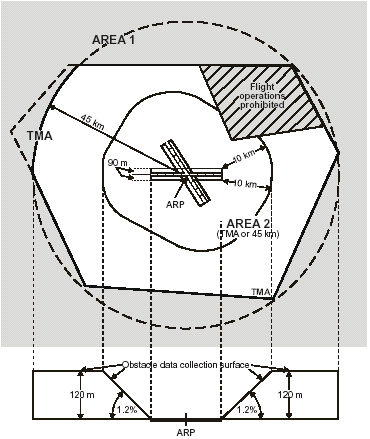 AREA 1
Flight
operations
prohibited
TMA
45 km
90 m
10 km
10 km
ARP
AREA 2
(TMA or 45 km)
TMA
Obstacle data collection surface
120 m
1.2%
1.2%
120 m
ARP